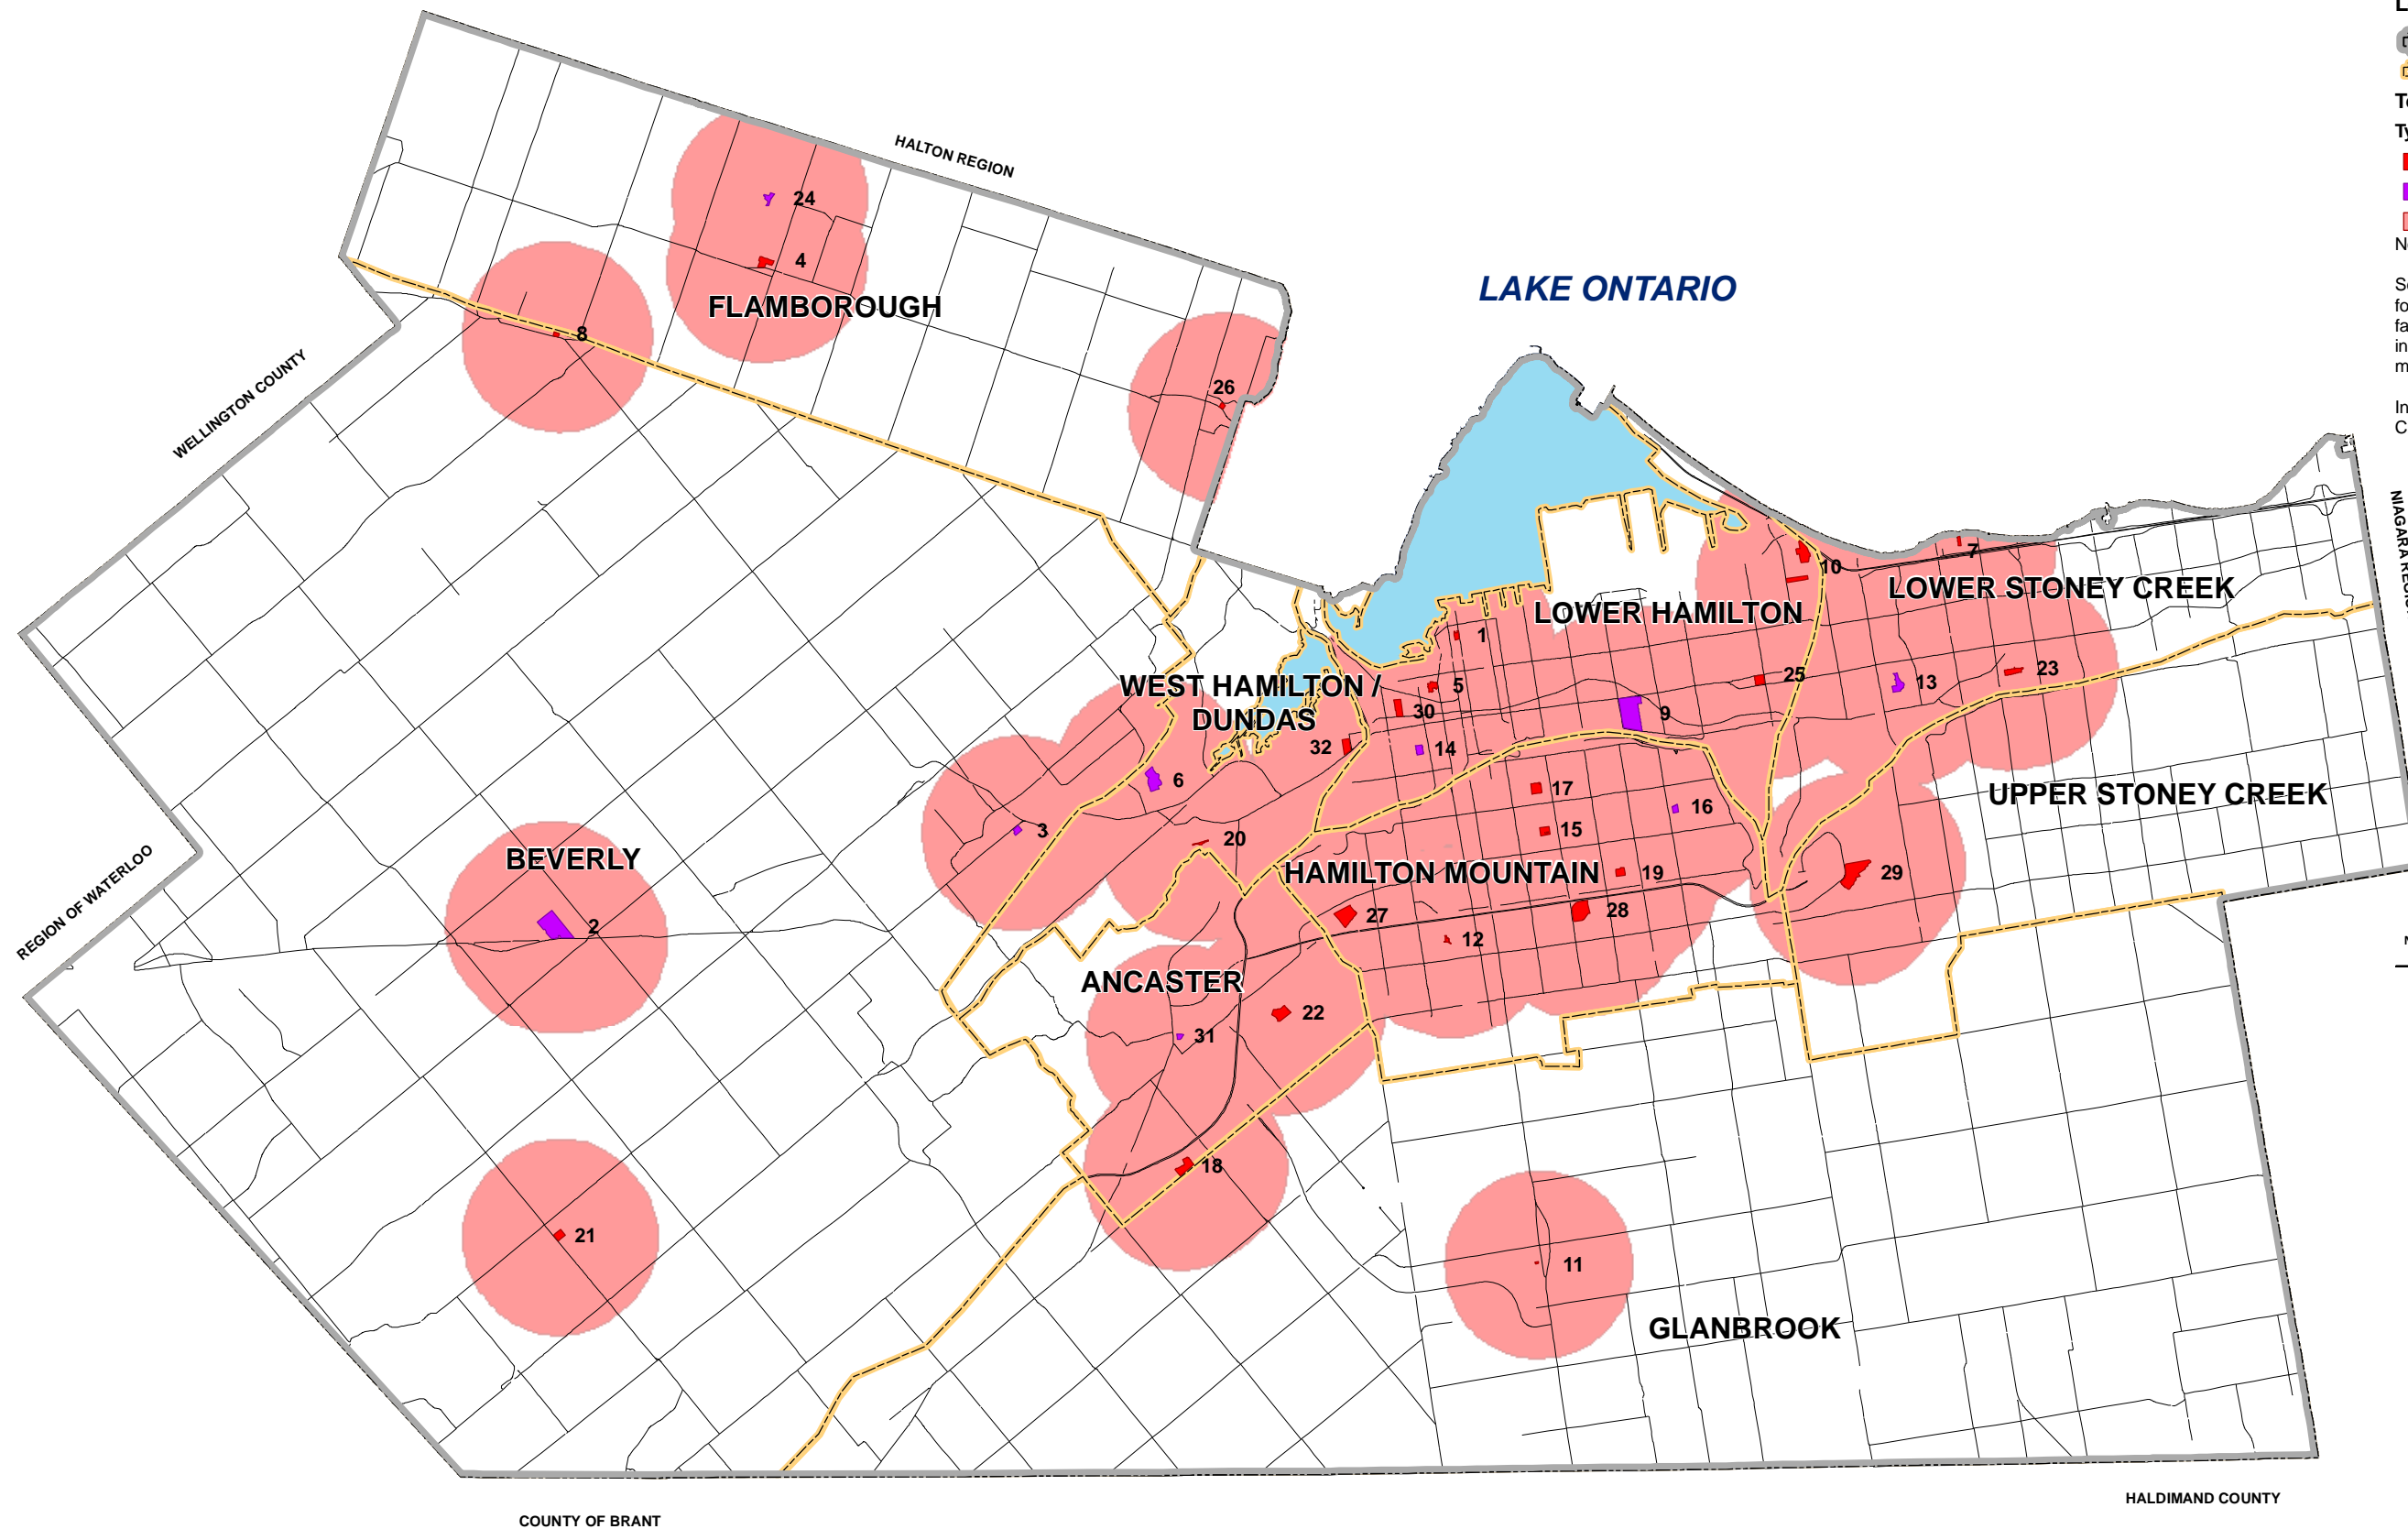 HALTON REGION
24
4
FLAMBOROUGH
LAKE ONTARIO
8
26
WELLINGTON COUNTY
7
10
LOWER STONEY CREEK
LOWER HAMILTON
1
WEST HAMILTON /
DUNDAS
5
25
13
23
30
9
32
14
6
17
16
UPPER STONEY CREEK
3
20
15
BEVERLY
REGION OF WATERLOO
HAMILTON MOUNTAIN
19
29
2
27
28
12
ANCASTER
22
31
18
21
11
GLANBROOK
HALDIMAND COUNTY
COUNTY OF BRANT
NIAGARA